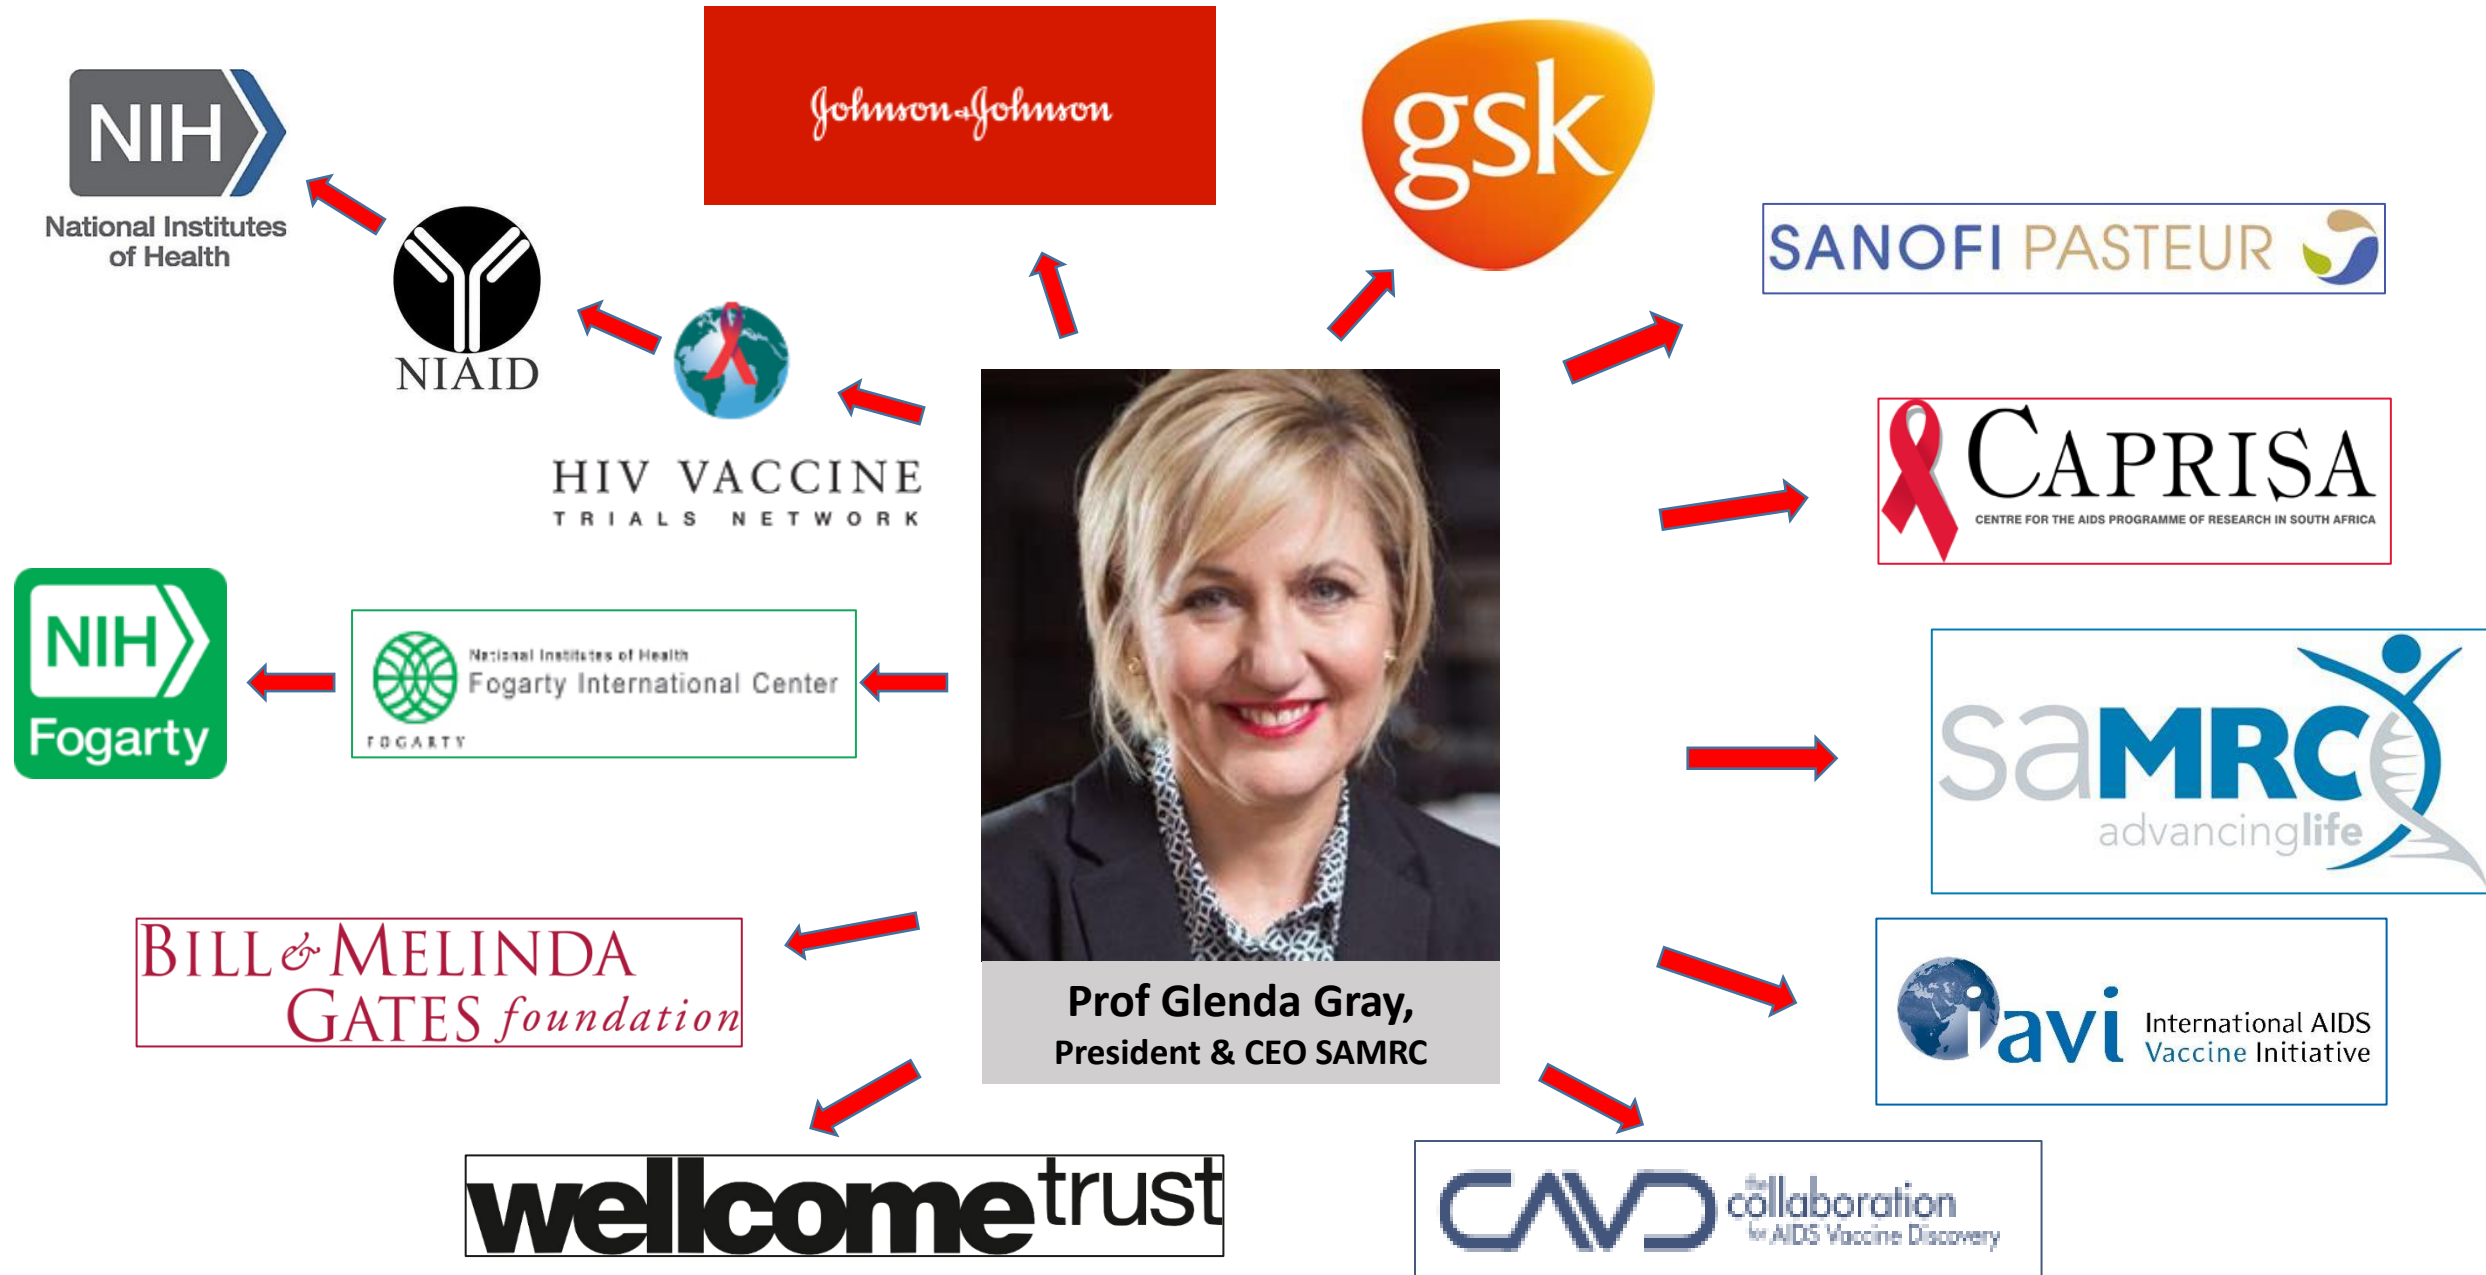 Johnson & Johnson
gsk
NIH
National Institutes
of Health
SANOFI PASTEUR
NIAID
HIV VACCINE
TRIALS NETWORK
CAPRISA
CENTRE FOR THE AIDS PROGRAMME OF RESEARCH IN SOUTH AFRICA
NIH
Fogarty
National Institutes of Health
Fogarty International Center
FOGARTY
saMRC
advancinglife
BILL & MELINDA
GATES foundation
Prof Glenda Gray,
President & CEO SAMRC
iavi
International AIDS
Vaccine Initiative
wellcometrust
CAVD
the
collaboration
for AIDS Vaccine Discovery